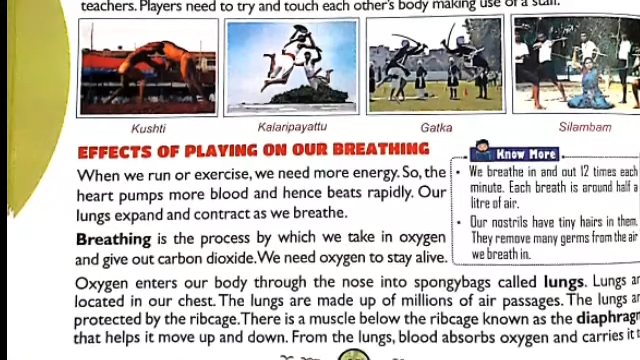 teachers. Players need to try and touch each other's body making use of a staff.
Kushti
Kalaripayattu
Gatka
Silambam
EFFECTS OF PLAYING ON OUR BREATHING
When we run or exercise, we need more energy. So, the
heart pumps more blood and hence beats rapidly. Our
lungs expand and contract as we breathe.
Breathing is the process by which we take in oxygen
and give out carbon dioxide. We need oxygen to stay alive.
Know More
• We breathe in and out 12 times each
minute. Each breath is around half a
litre of air.
• Our nostrils have tiny hairs in them.
They remove many germs from the air
we breath in.
Oxygen enters our body through the nose into spongybags called lungs. Lungs ar
located in our chest. The lungs are made up of millions of air passages. The lungs ar
protected by the ribcage. There is a muscle below the ribcage known as the diaphragm
that helps it move up and down. From the lungs, blood absorbs oxygen and carries it